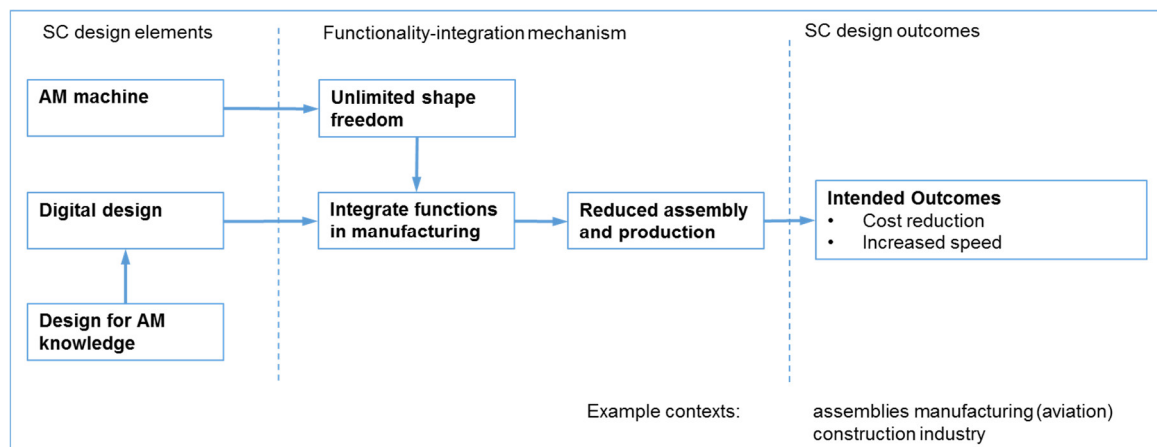 SC design elements
Functionality-integration mechanism
SC design outcomes
AM machine
Unlimited shape
freedom
Digital design
Integrate functions
in manufacturing
Reduced assembly
and production
Intended Outcomes
• Cost reduction
• Increased speed
Design for AM
knowledge
Example contexts:
assemblies manufacturing (aviation)
construction industry